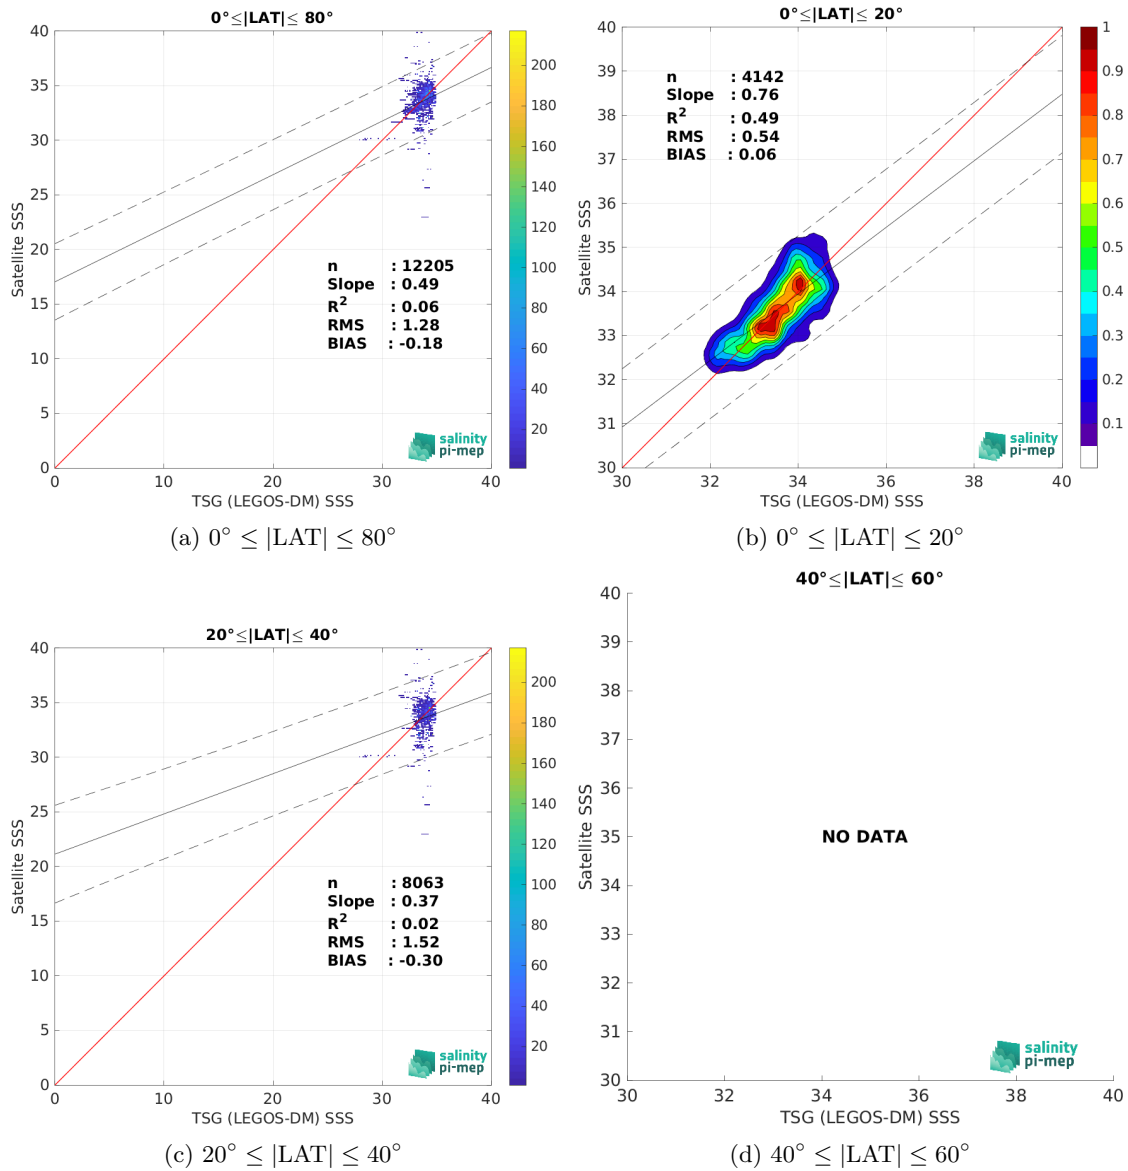 0°≤|LAT|≤ 80°
40
35
30
25
20
15
10
5
0
Satellite SSS
n : 12205
Slope : 0.49
R² : 0.06
RMS : 1.28
BIAS : -0.18
salinity
pi-mep
0 10 20 30 40
TSG (LEGOS-DM) SSS
200
180
160
140
120
100
80
60
40
20
(a) 0° ≤ |LAT| ≤ 80°
0°≤|LAT|≤ 20°
40
39
38
37
36
35
34
33
32
31
30
Satellite SSS
n : 4142
Slope : 0.76
R² : 0.49
RMS : 0.54
BIAS : 0.06
salinity
pi-mep
30 32 34 36 38 40
TSG (LEGOS-DM) SSS
1
0.9
0.8
0.7
0.6
0.5
0.4
0.3
0.2
0.1
(b) 0° ≤ |LAT| ≤ 20°
20°≤|LAT|≤ 40°
40
35
30
25
20
15
10
5
0
Satellite SSS
n : 8063
Slope : 0.37
R² : 0.02
RMS : 1.52
BIAS : -0.30
salinity
pi-mep
0 10 20 30 40
TSG (LEGOS-DM) SSS
200
180
160
140
120
100
80
60
40
20
(c) 20° ≤ |LAT| ≤ 40°
40°≤|LAT|≤ 60°
40
39
38
37
36
35
34
33
32
31
30
Satellite SSS
NO DATA
salinity
pi-mep
30 32 34 36 38 40
TSG (LEGOS-DM) SSS
(d) 40° ≤ |LAT| ≤ 60°